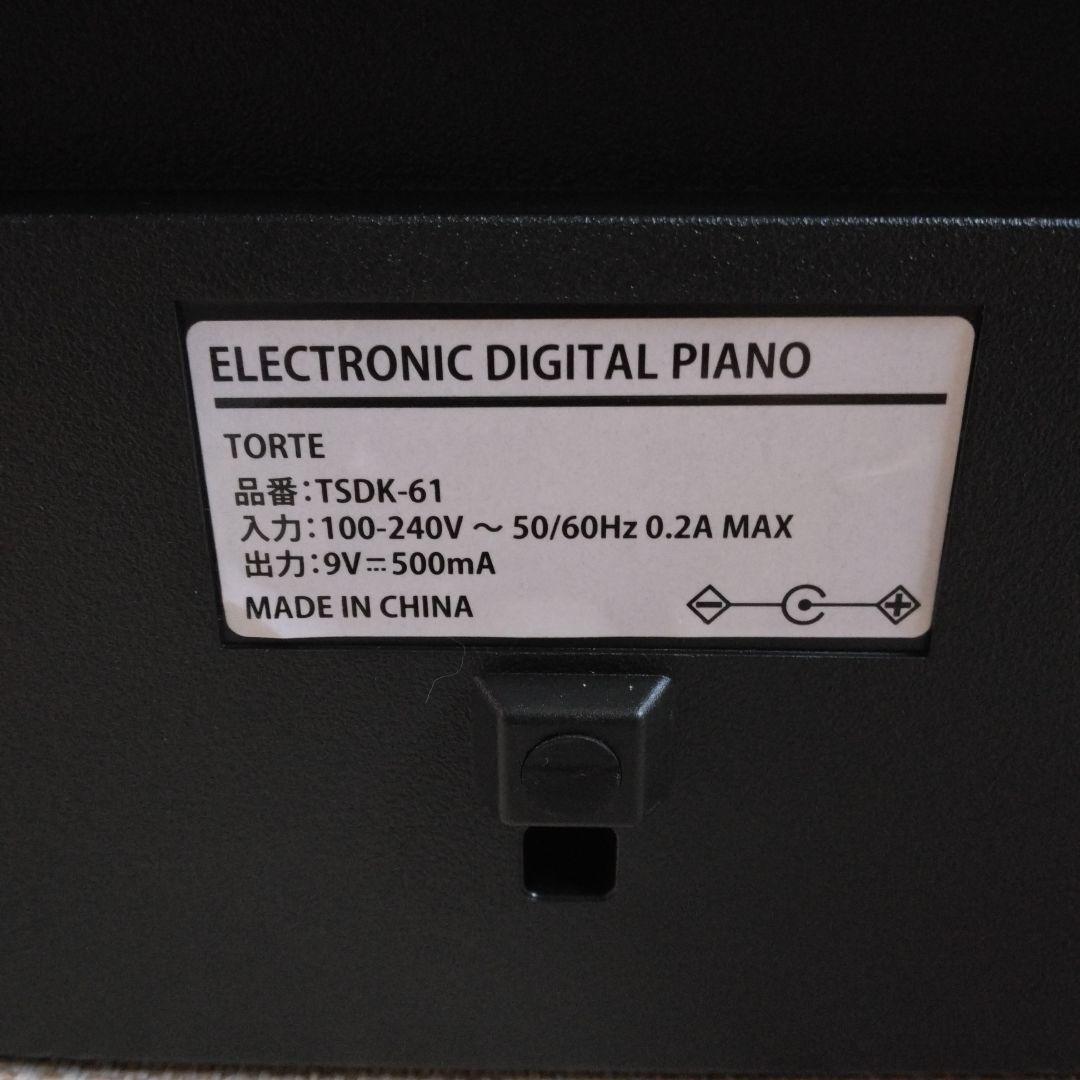 ELECTRONIC DIGITAL PIANO
TORTE
品番:TSDK-61
入力:100-240V ～ 50/60Hz 0.2A MAX
出力:9V⎓500mA
MADE IN CHINA